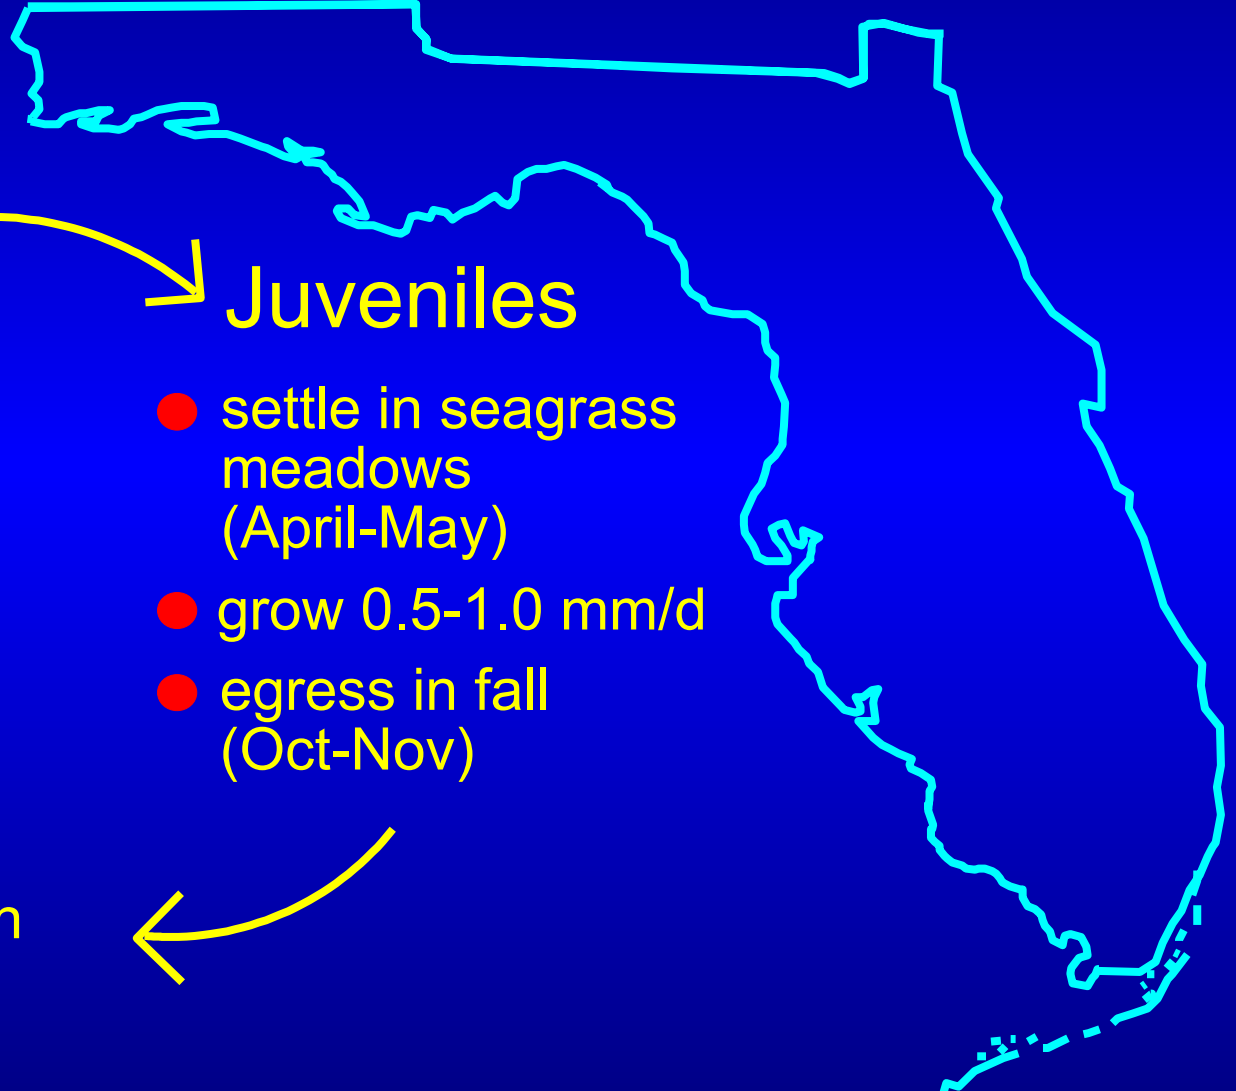 Juveniles
settle in seagrass
meadows
(April-May)
grow 0.5-1.0 mm/d
egress in fall
(Oct-Nov)